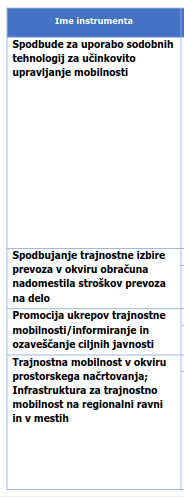 Ime instrumenta
Spodbude za uporabo sodobnih
tehnologij za učinkovito
upravljanje mobilnosti
Spodbujanje trajnostne izbire
prevoza v okviru obračuna
nadomestila stroškov prevoza
na delo
Promocija ukrepov trajnostne
mobilnosti/informiranje in
ozaveščanje ciljnih javnosti
Trajnostna mobilnost v okviru
prostorskega načrtovanja;
Infrastruktura za trajnostno
mobilnost na regionalni ravni
in v mestih